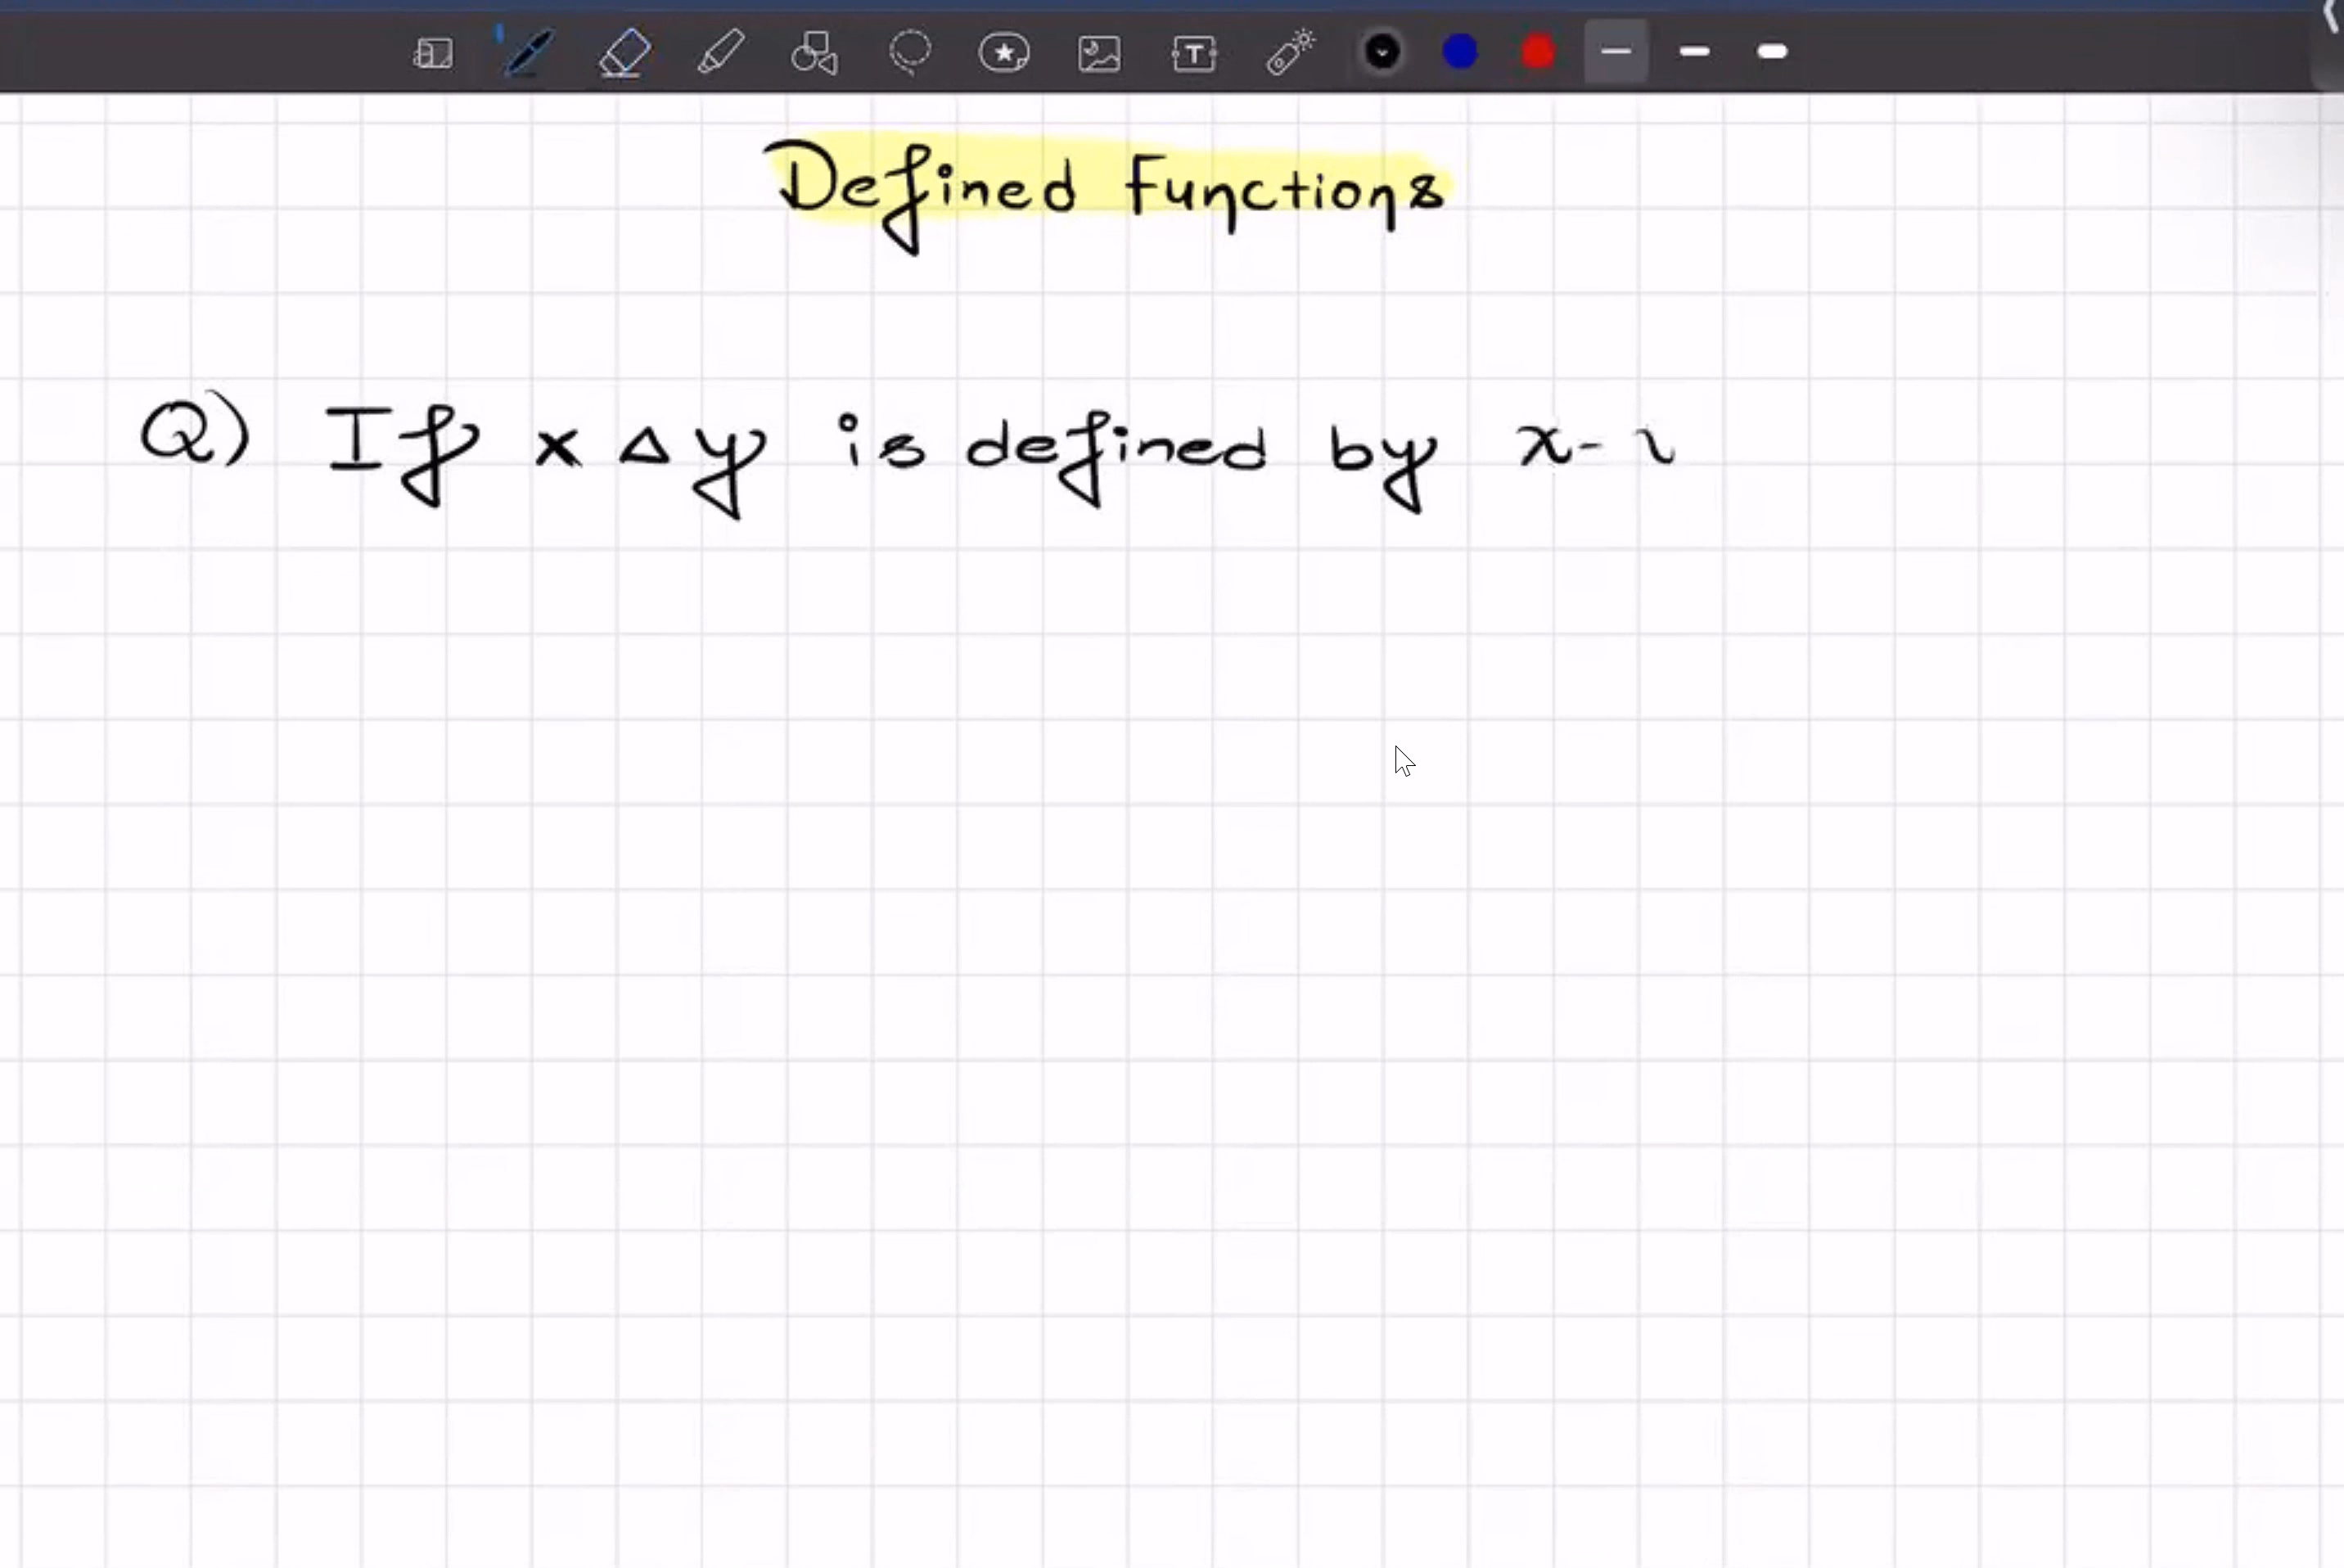 Defined Functions
Q) If x Δ y is defined by x-